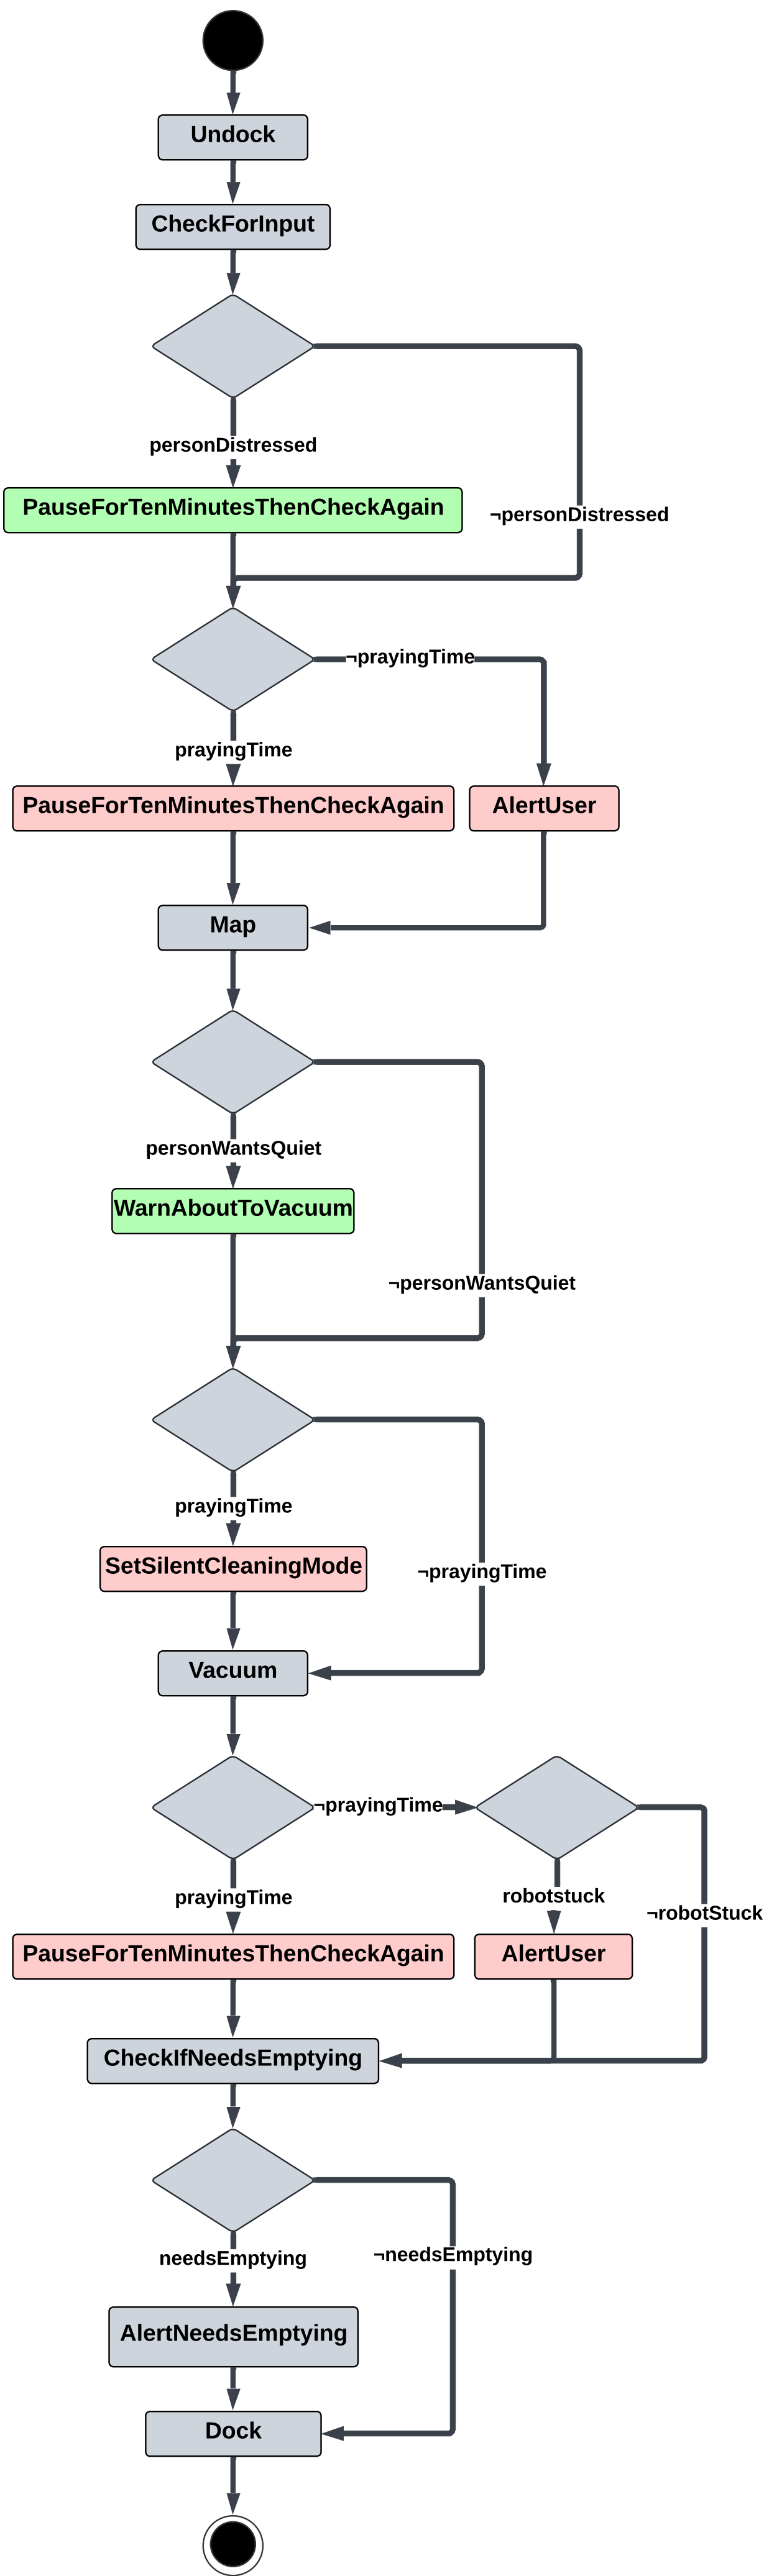 Undock
CheckForInput
personDistressed
PauseForTenMinutesThenCheckAgain
¬personDistressed
¬prayingTime
prayingTime
PauseForTenMinutesThenCheckAgain
AlertUser
Map
personWantsQuiet
WarnAboutToVacuum
¬personWantsQuiet
prayingTime
SetSilentCleaningMode
¬prayingTime
Vacuum
¬prayingTime
prayingTime
robotstuck
¬robotStuck
PauseForTenMinutesThenCheckAgain
AlertUser
CheckIfNeedsEmptying
needsEmptying
¬needsEmptying
AlertNeedsEmptying
Dock